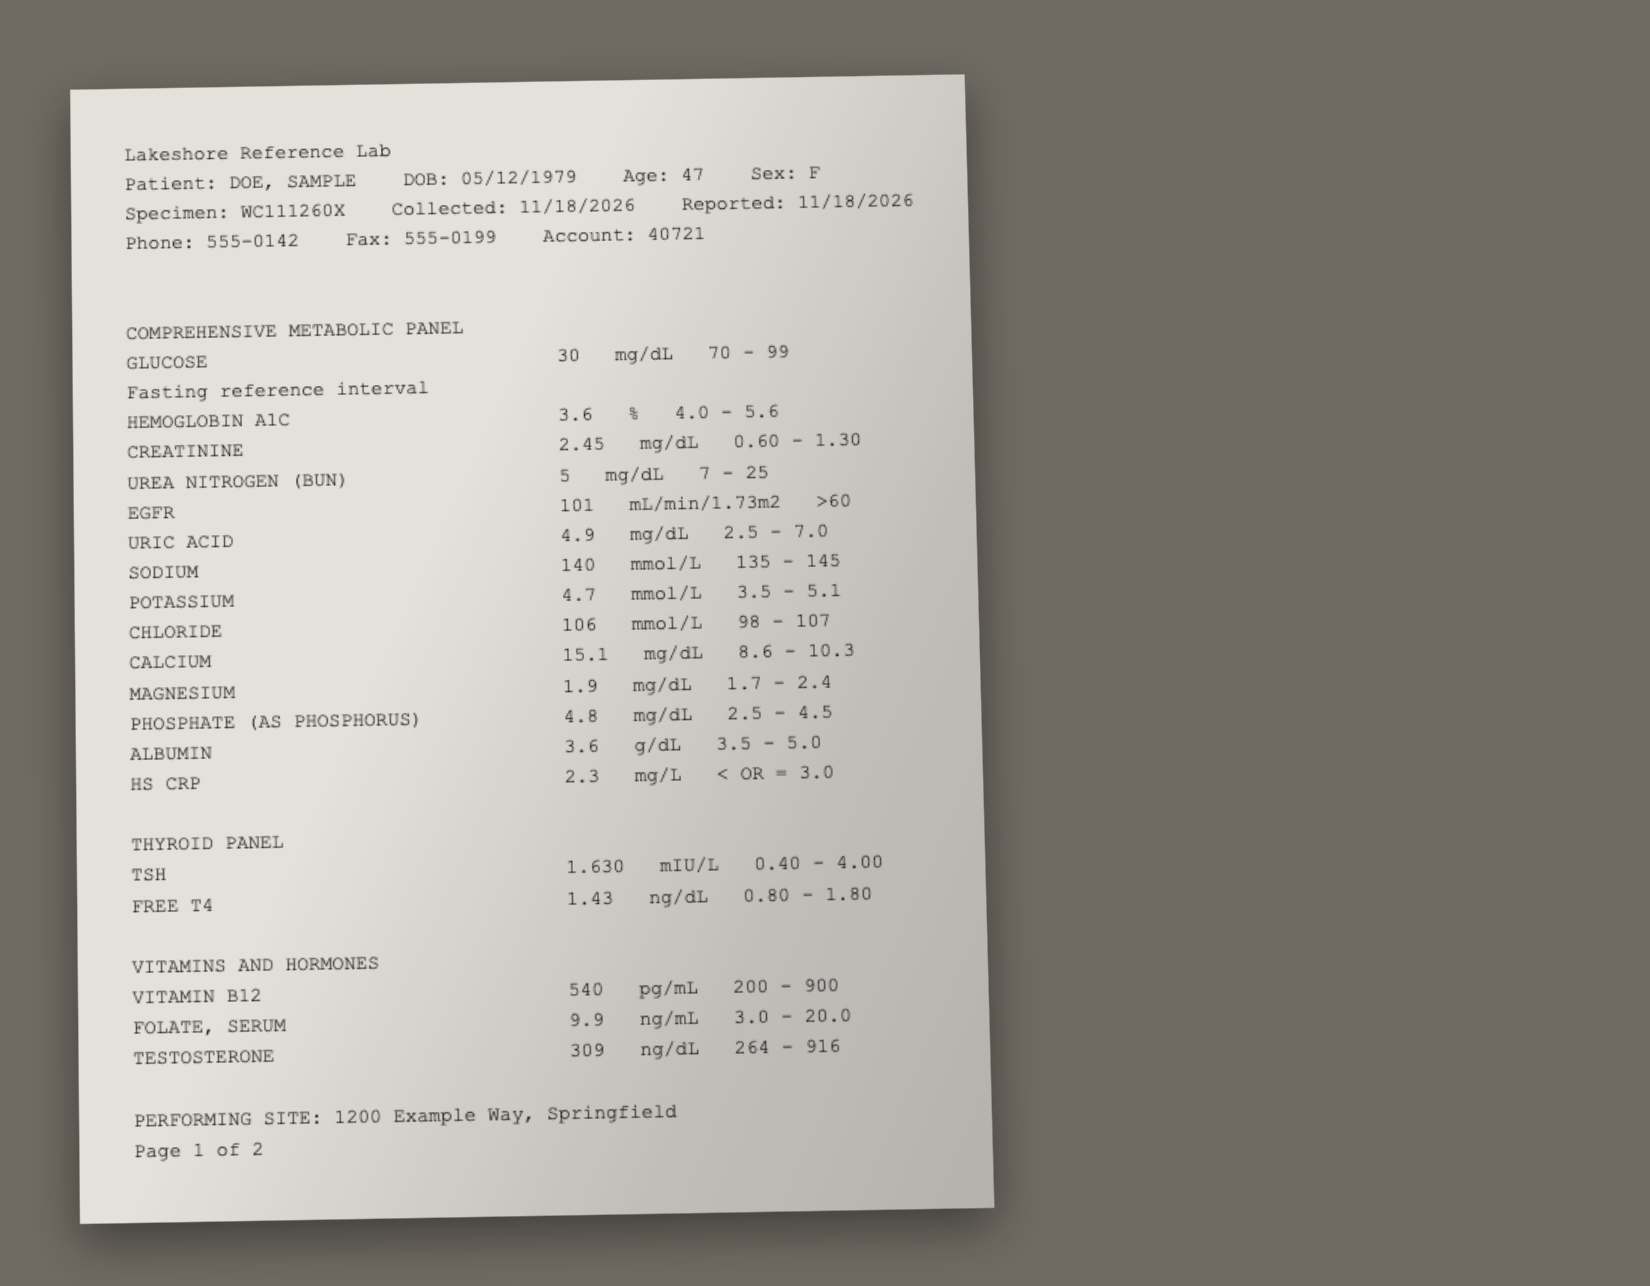 Lakeshore Reference Lab
Patient: DOE, SAMPLE    DOB: 05/12/1979    Age: 47    Sex: F
Specimen: WC111260X    Collected: 11/18/2026    Reported: 11/18/2026
Phone: 555-0142    Fax: 555-0199    Account: 40721
COMPREHENSIVE METABOLIC PANEL
GLUCOSE    30    mg/dL    70 - 99
Fasting reference interval
HEMOGLOBIN A1C    3.6    %    4.0 - 5.6
CREATININE    2.45    mg/dL    0.60 - 1.30
UREA NITROGEN (BUN)    5    mg/dL    7 - 25
EGFR    101    mL/min/1.73m2    >60
URIC ACID    4.9    mg/dL    2.5 - 7.0
SODIUM    140    mmol/L    135 - 145
POTASSIUM    4.7    mmol/L    3.5 - 5.1
CHLORIDE    106    mmol/L    98 - 107
CALCIUM    15.1    mg/dL    8.6 - 10.3
MAGNESIUM    1.9    mg/dL    1.7 - 2.4
PHOSPHATE (AS PHOSPHORUS)    4.8    mg/dL    2.5 - 4.5
ALBUMIN    3.6    g/dL    3.5 - 5.0
HS CRP    2.3    mg/L    < OR = 3.0
THYROID PANEL
TSH    1.630    mIU/L    0.40 - 4.00
FREE T4    1.43    ng/dL    0.80 - 1.80
VITAMINS AND HORMONES
VITAMIN B12    540    pg/mL    200 - 900
FOLATE, SERUM    9.9    ng/mL    3.0 - 20.0
TESTOSTERONE    309    ng/dL    264 - 916
PERFORMING SITE: 1200 Example Way, Springfield
Page 1 of 2